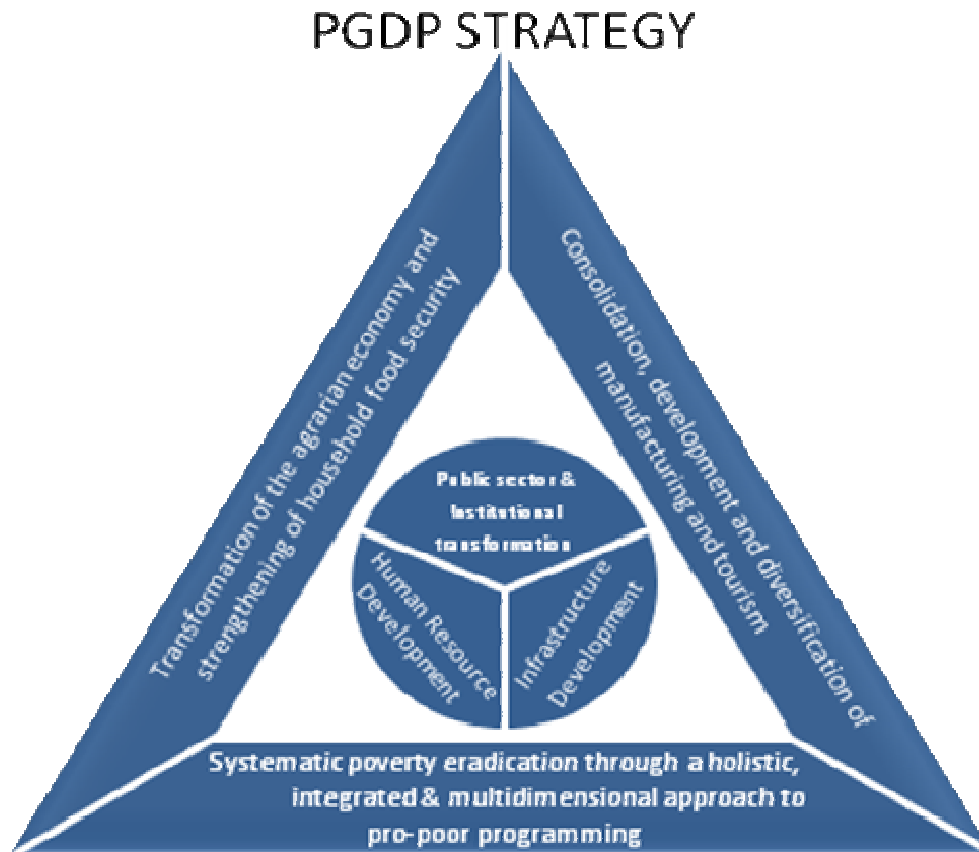 PGDP STRATEGY
Transformation of the agrarian economy and
strengthening of household food security
Consolidation, development and diversification of
manufacturing and tourism
Public sector &
Institutional
transformation
Human Resource
Development
Infrastructure
Development
Systematic poverty eradication through a holistic,
integrated & multidimensional approach to
pro-poor programming